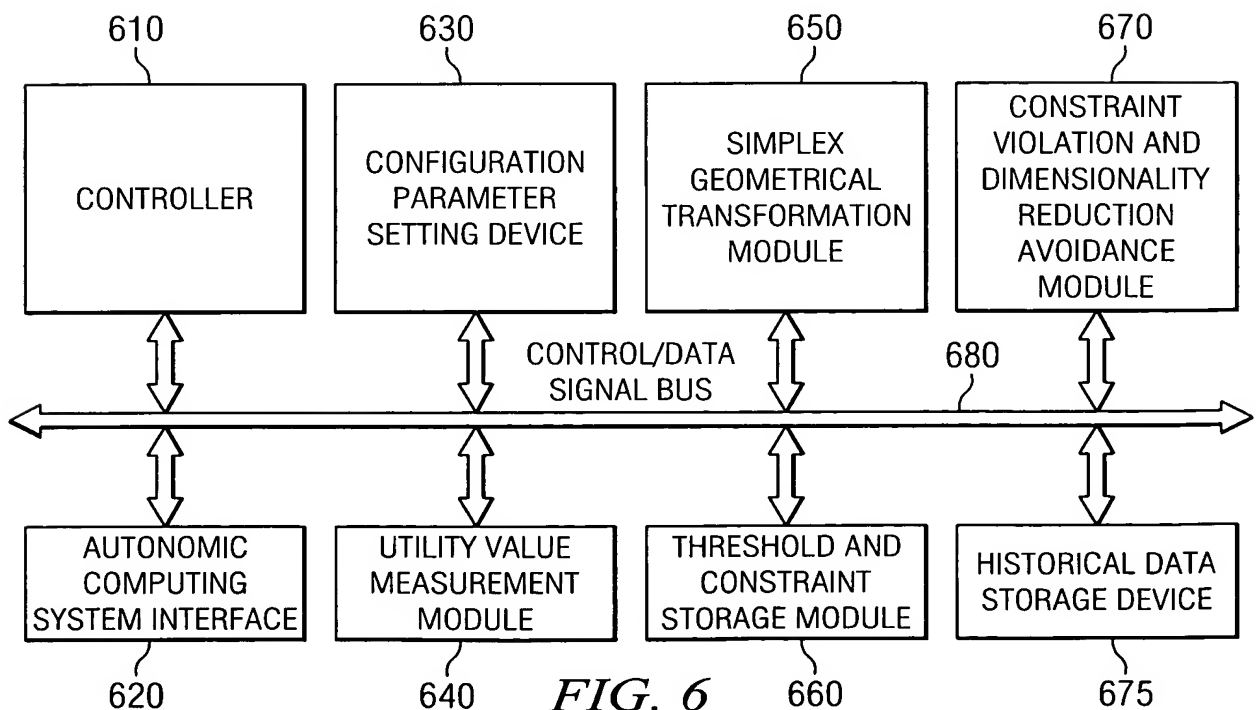 610
630
650
670
CONTROLLER
CONFIGURATION
PARAMETER
SETTING DEVICE
SIMPLEX
GEOMETRICAL
TRANSFORMATION
MODULE
CONSTRAINT
VIOLATION AND
DIMENSIONALITY
REDUCTION
AVOIDANCE
MODULE
CONTROL/DATA
SIGNAL BUS
680
AUTONOMIC
COMPUTING
SYSTEM INTERFACE
UTILITY VALUE
MEASUREMENT
MODULE
THRESHOLD AND
CONSTRAINT
STORAGE MODULE
HISTORICAL DATA
STORAGE DEVICE
620
640
FIG. 6
660
675